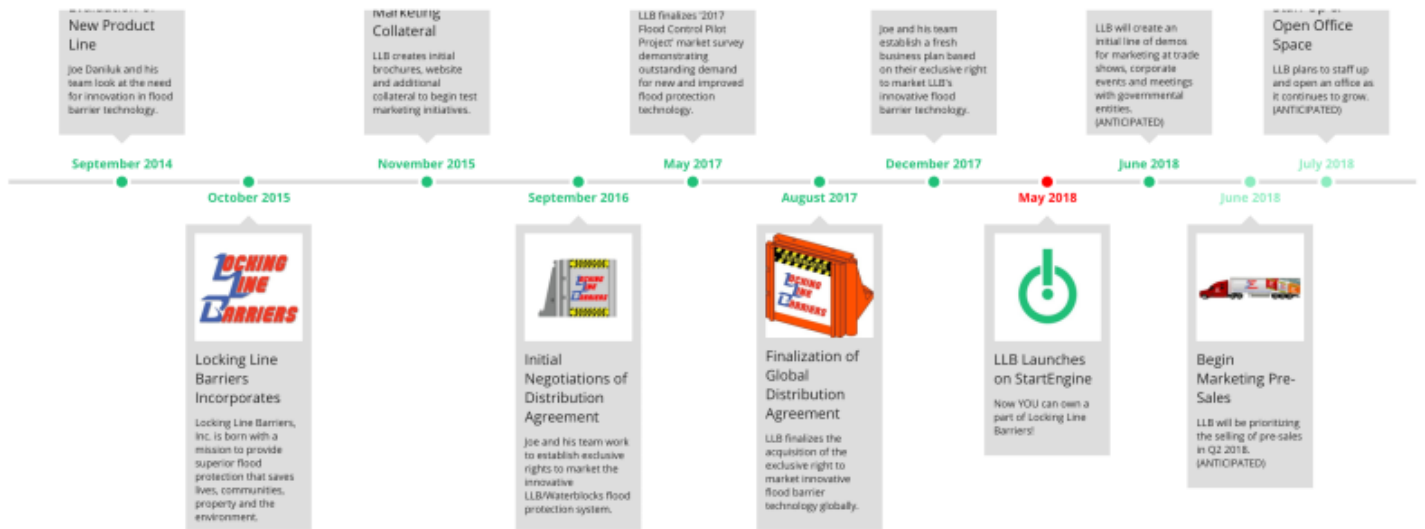 New Product
Line
Joe Daniluk and his
team look at the need
for innovation in flood
barrier technology.
Marketing
Collateral
LLB creates initial
brochures, website
and additional
collateral to begin test
marketing initiatives.
LLB finalizes '2017
Flood Control Pilot
Project' market survey
demonstrating
outstanding demand
for new and improved
flood protection
technology.
Joe and his team
establish a fresh
business plan based
on their exclusive right
to market LLB's
innovative flood
barrier technology.
LLB will create an
initial line of demos
for marketing at trade
shows, corporate
events and meetings
with governmental
entities.
(ANTICIPATED)
Open Office
Space
LLB plans to staff up
and open an office as
it continues to grow.
(ANTICIPATED)
September 2014
November 2015
May 2017
December 2017
June 2018
July 2018
October 2015
September 2016
August 2017
May 2018
June 2018
LOCKING
LINE
BARRIERS
Locking Line
Barriers
Incorporates
Locking Line Barriers,
Inc. is born with a
mission to provide
superior flood
protection that saves
lives, communities,
property and the
environment.
LOCKING
LINE
BARRIERS
Initial
Negotiations of
Distribution
Agreement
Joe and his team work
to establish exclusive
rights to market the
innovative
LLB/Waterblocks flood
protection system.
LOCKING
LINE
BARRIERS
Finalization of
Global
Distribution
Agreement
LLB finalizes the
acquisition of the
exclusive right to
market innovative
flood barrier
technology globally.
LLB Launches
on StartEngine
Now YOU can own a
part of Locking Line
Barriers!
Begin
Marketing Pre-
Sales
LLB will be prioritizing
the selling of pre-sales
in Q2 2018.
(ANTICIPATED)